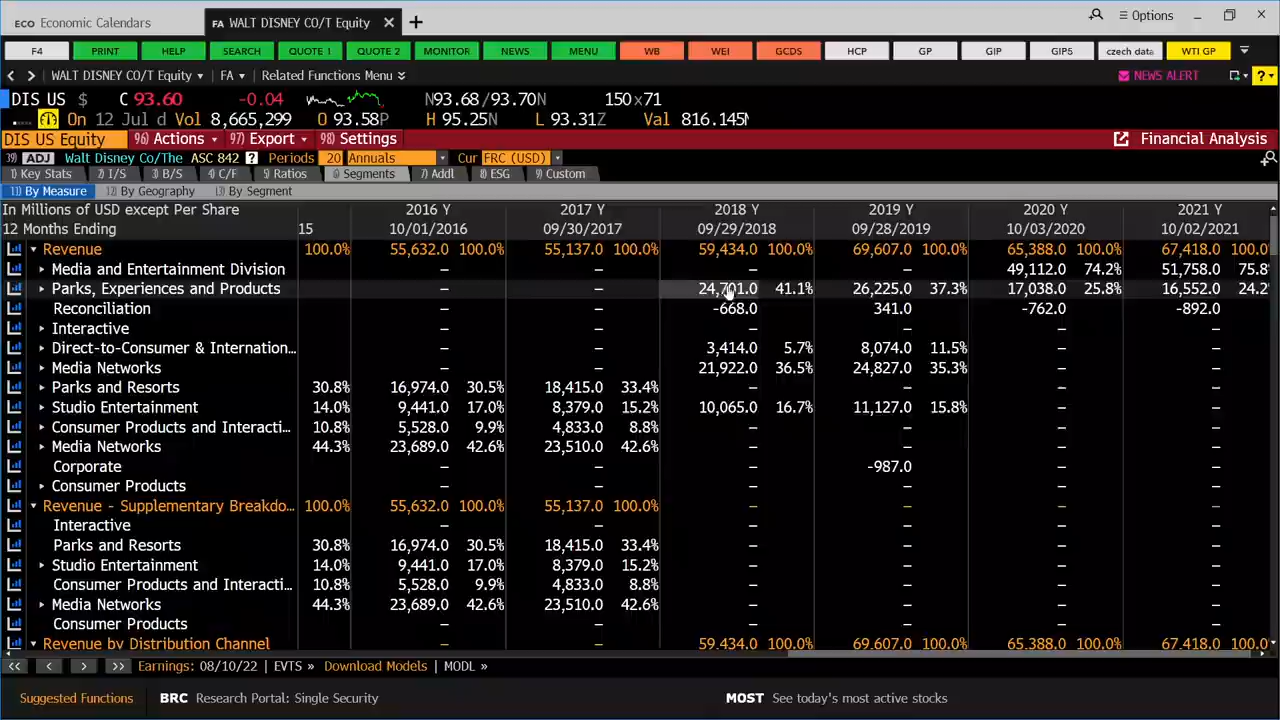 ECO Economic Calendars FA WALT DISNEY CO/T Equity × + Options
F4 PRINT HELP SEARCH QUOTE 1 QUOTE 2 MONITOR NEWS MENU WB WEI GCDS HCP GP GIP GIP5 czech data WTI GP
< > WALT DISNEY CO/T Equity FA Related Functions Menu NEWS ALERT ?
DIS US $ C 93.60 -0.04 N93.68/93.70N 150x71
On 12 Jul d Vol 8,665,299 O 93.58P H 95.25N L 93.31Z Val 816.145M
DIS US Equity 96) Actions 97) Export 98) Settings Financial Analysis
39) ADJ Walt Disney Co/The ASC 842 ? Periods 20 Annuals Cur FRC (USD)
1) Key Stats 2) I/S 3) B/S 4) C/F 5) Ratios 6) Segments 7) Addl 8) ESG 9) Custom
11) By Measure 12) By Geography 13) By Segment
In Millions of USD except Per Share 2016 Y 2017 Y 2018 Y 2019 Y 2020 Y 2021 Y
12 Months Ending 15 10/01/2016 09/30/2017 09/29/2018 09/28/2019 10/03/2020 10/02/2021
Revenue 100.0% 55,632.0 100.0% 55,137.0 100.0% 59,434.0 100.0% 69,607.0 100.0% 65,388.0 100.0% 67,418.0 100.0
Media and Entertainment Division – – – – 49,112.0 74.2% 51,758.0 75.8
Parks, Experiences and Products – – 24,701.0 41.1% 26,225.0 37.3% 17,038.0 25.8% 16,552.0 24.2
Reconciliation – – -668.0 341.0 -762.0 -892.0
Interactive – – – – – –
Direct-to-Consumer & Internation... – – 3,414.0 5.7% 8,074.0 11.5% – –
Media Networks – – 21,922.0 36.5% 24,827.0 35.3% – –
Parks and Resorts 30.8% 16,974.0 30.5% 18,415.0 33.4% – – – –
Studio Entertainment 14.0% 9,441.0 17.0% 8,379.0 15.2% 10,065.0 16.7% 11,127.0 15.8% – –
Consumer Products and Interacti... 10.8% 5,528.0 9.9% 4,833.0 8.8% – – – –
Media Networks 44.3% 23,689.0 42.6% 23,510.0 42.6% – – – –
Corporate – – – -987.0 – –
Consumer Products – – – – – –
Revenue - Supplementary Breakdo... 100.0% 55,632.0 100.0% 55,137.0 100.0% – – – –
Interactive – – – – – –
Parks and Resorts 30.8% 16,974.0 30.5% 18,415.0 33.4% – – – –
Studio Entertainment 14.0% 9,441.0 17.0% 8,379.0 15.2% – – – –
Consumer Products and Interacti... 10.8% 5,528.0 9.9% 4,833.0 8.8% – – – –
Media Networks 44.3% 23,689.0 42.6% 23,510.0 42.6% – – – –
Consumer Products – – – – – –
Revenue by Distribution Channel – – 59,434.0 100.0% 69,607.0 100.0% 65,388.0 100.0% 67,418.0 100.0
<< < > >> Earnings: 08/10/22 | EVTS » Download Models | MODL »
Suggested Functions BRC Research Portal: Single Security MOST See today's most active stocks